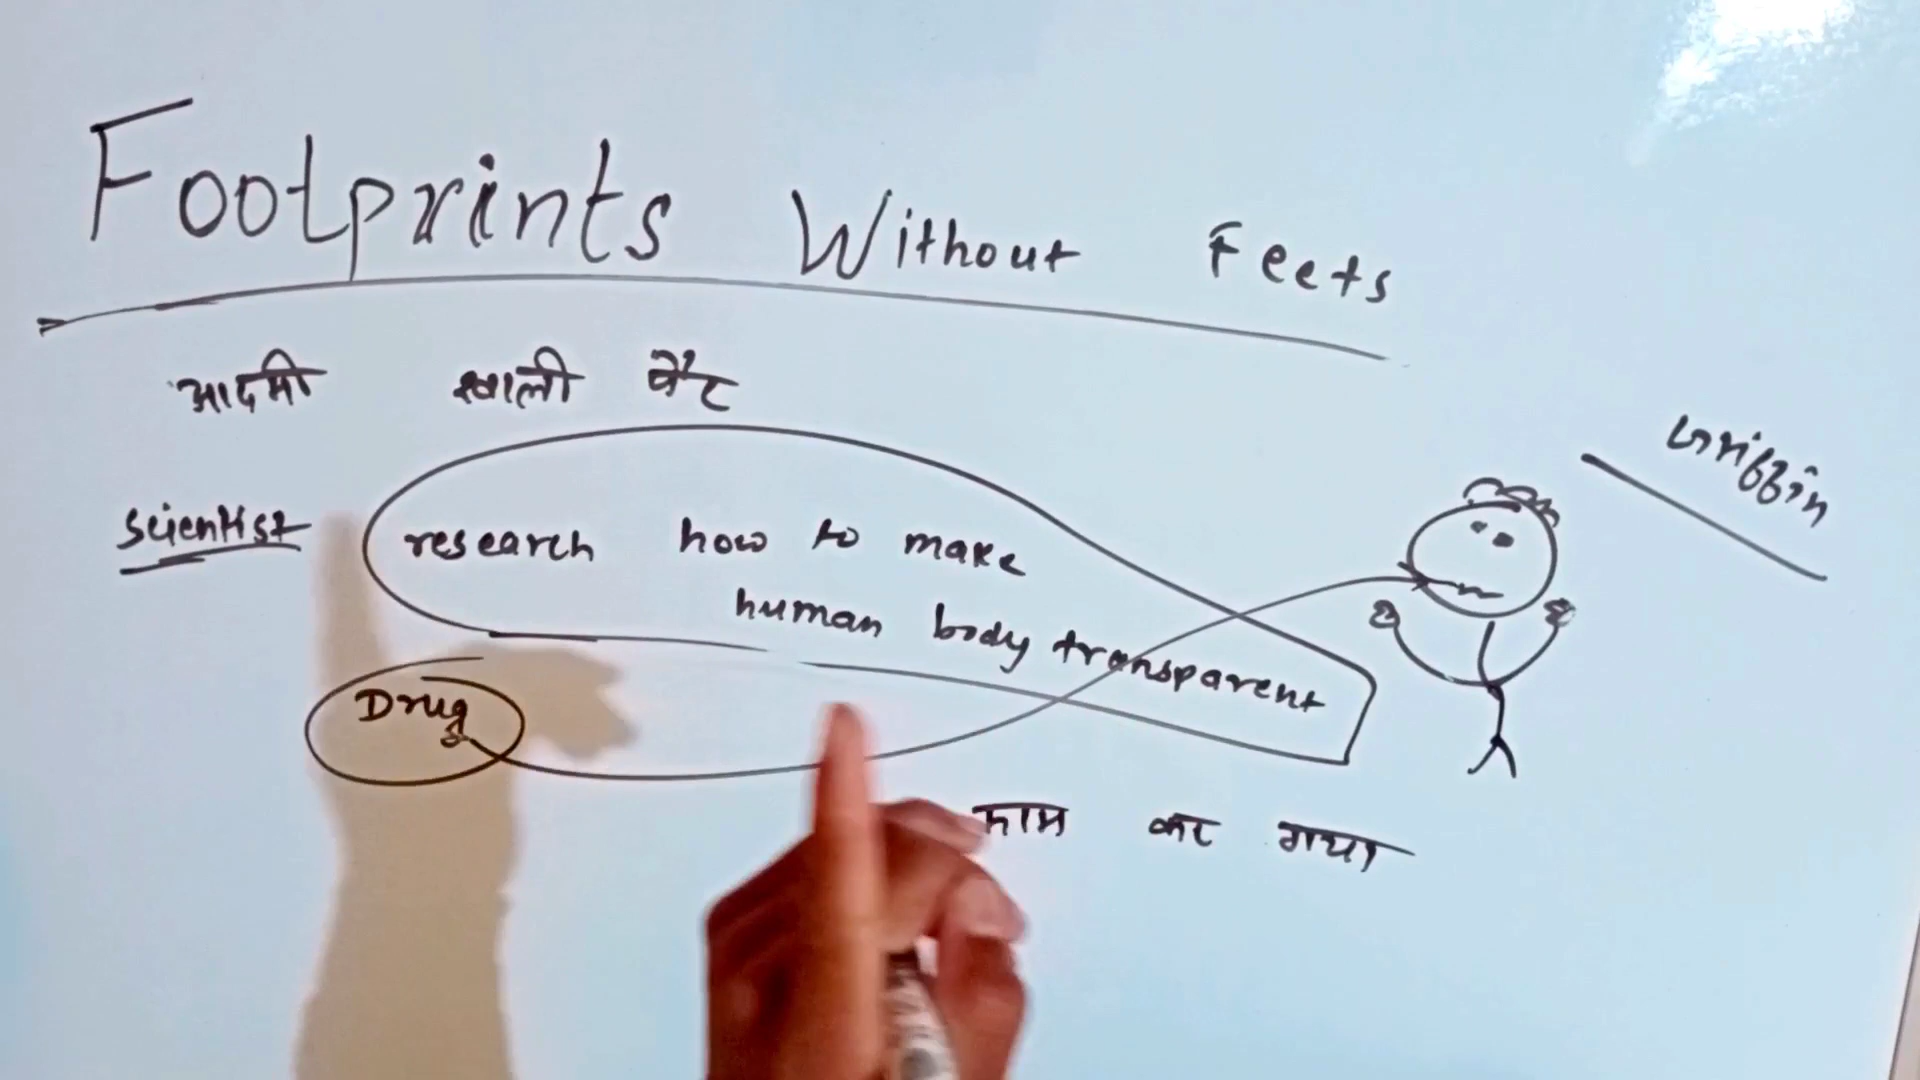 Footprints Without Feets
आदमी खाली पैर
Griffin
Scientist research how to make
human body transparent
Drug
काम कर गया